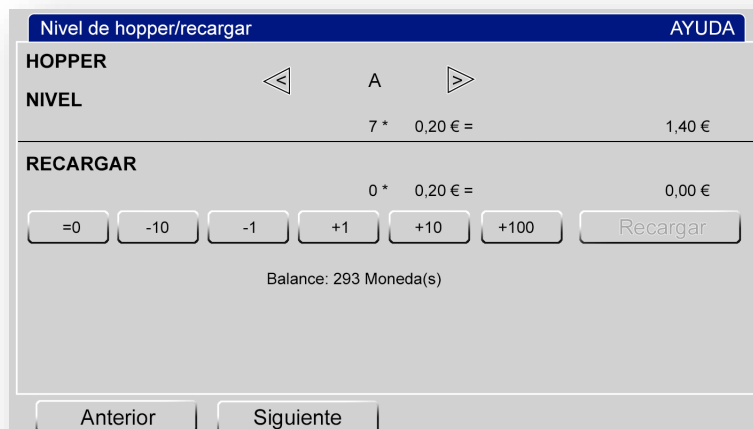 Nivel de hopper/recargar AYUDA
HOPPER
< A >
NIVEL
7 * 0,20 € = 1,40 €
RECARGAR
0 * 0,20 € = 0,00 €
=0 -10 -1 +1 +10 +100 Recargar
Balance: 293 Moneda(s)
Anterior Siguiente